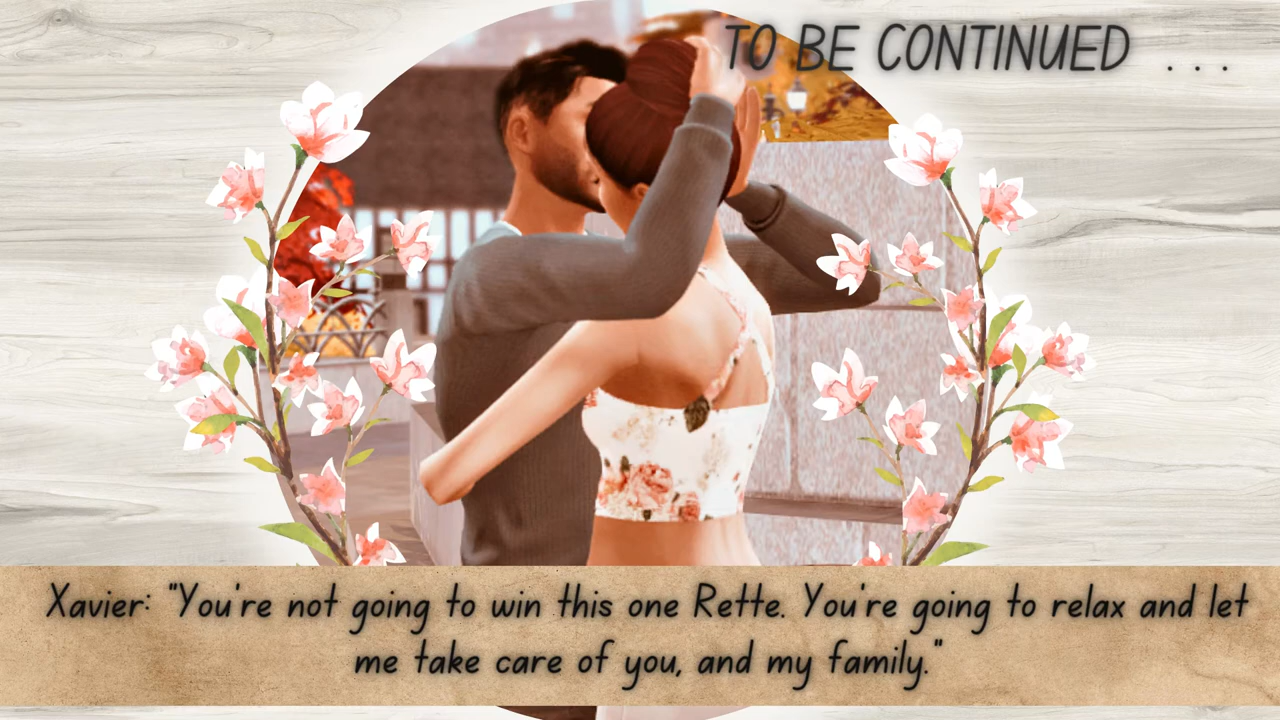 TO BE CONTINUED ...
Xavier: "You're not going to win this one Rette. You're going to relax and let
me take care of you, and my family."